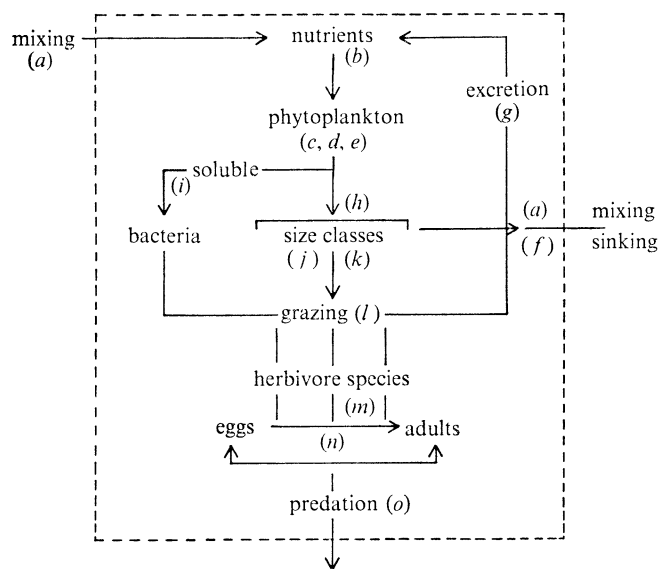 mixing
(a)
nutrients
(b)
excretion
(g)
phytoplankton
(c, d, e)
soluble
(i)
(h)
bacteria
size classes
(j) (k)
(a)
(f)
mixing
sinking
grazing (l)
herbivore species
(m)
eggs
(n)
adults
predation (o)